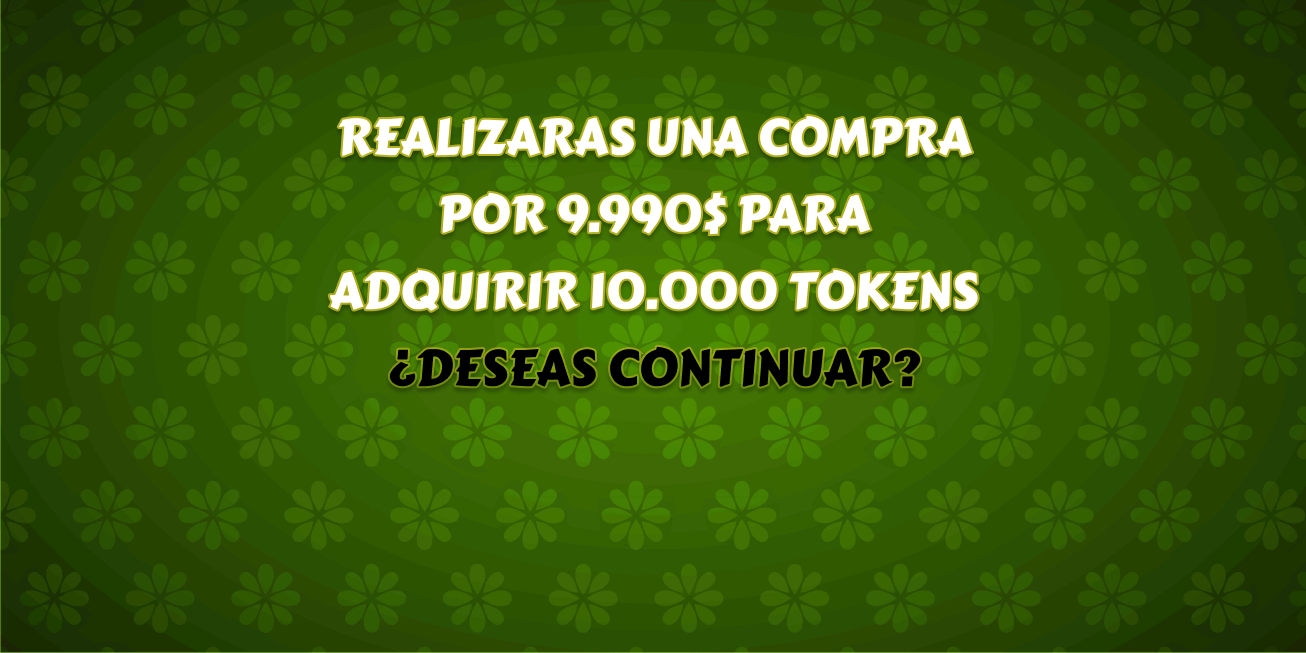 REALIZARAS UNA COMPRA
POR 9.990$ PARA
ADQUIRIR 10.000 TOKENS
¿DESEAS CONTINUAR?